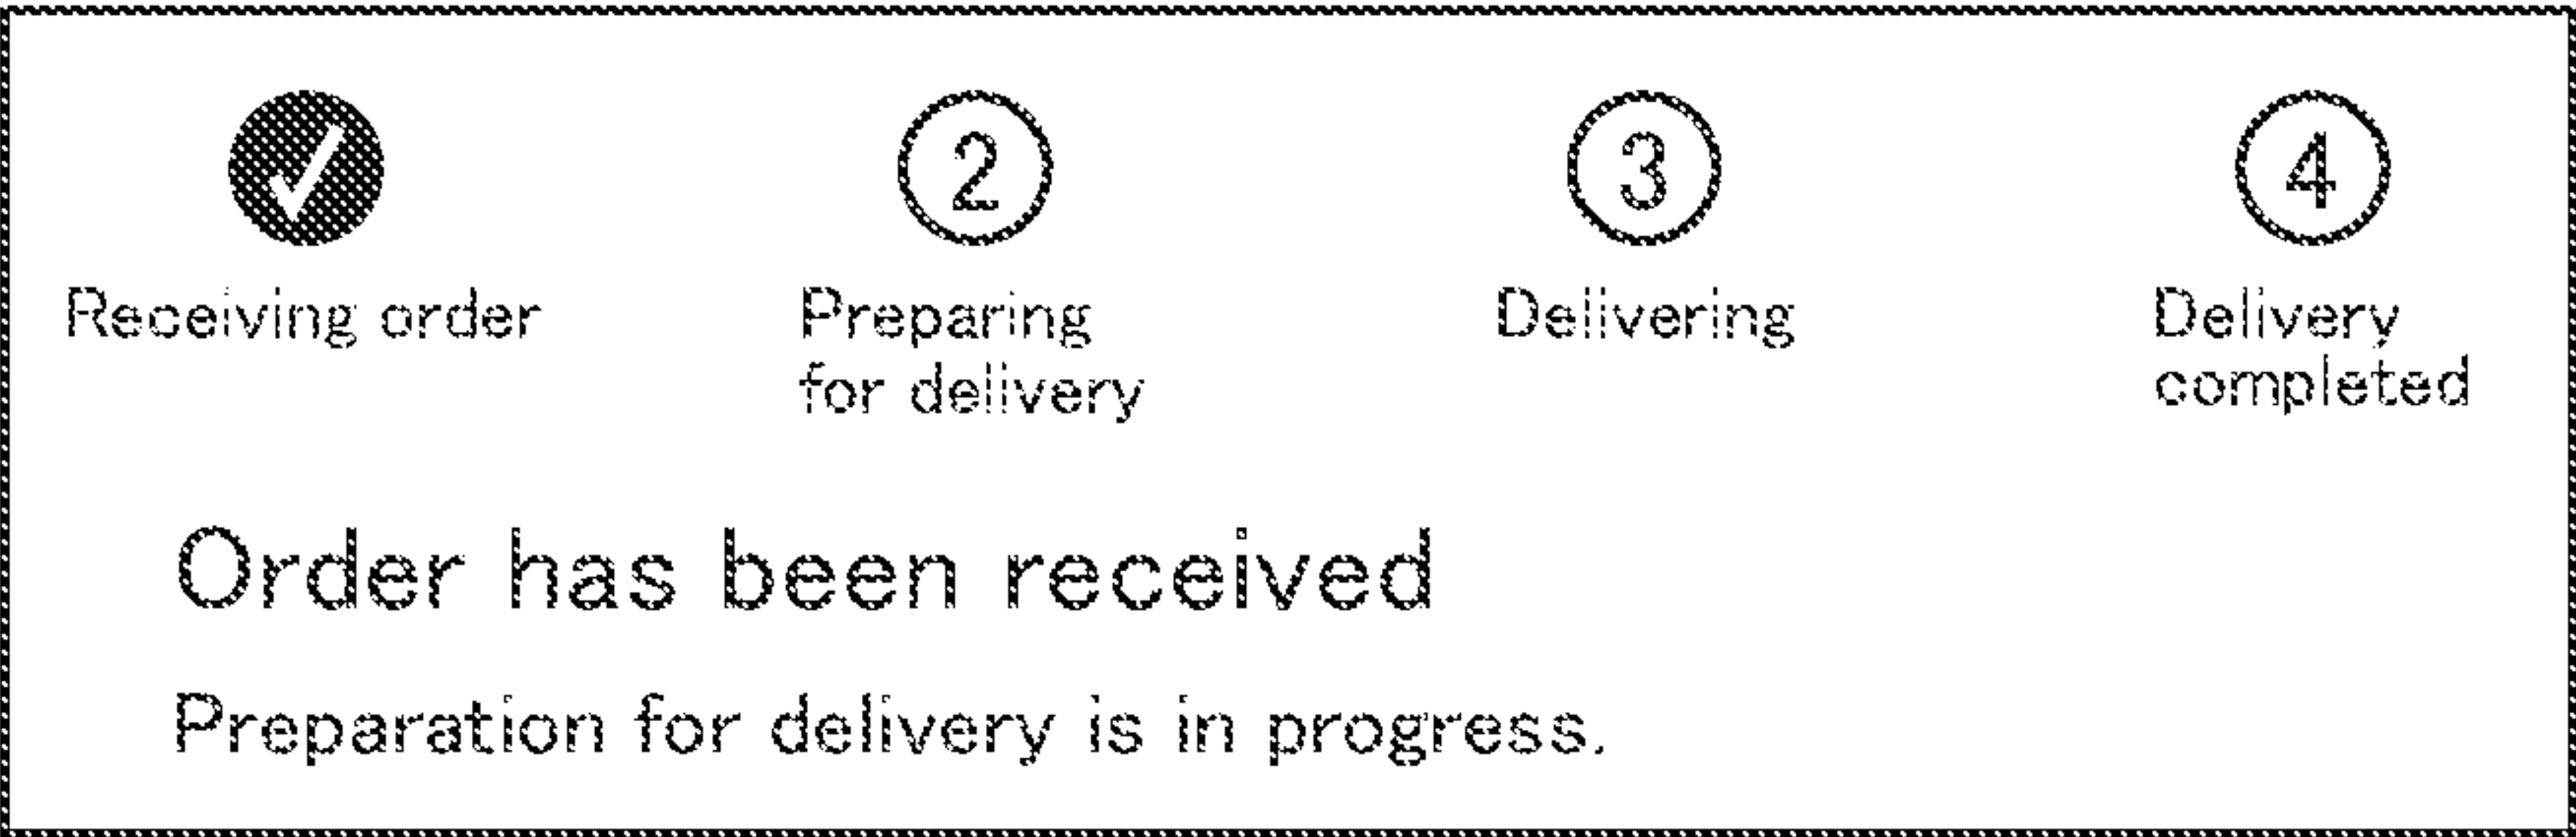 2
3
4
Receiving order
Preparing
for delivery
Delivering
Delivery
completed
Order has been received
Preparation for delivery is in progress.